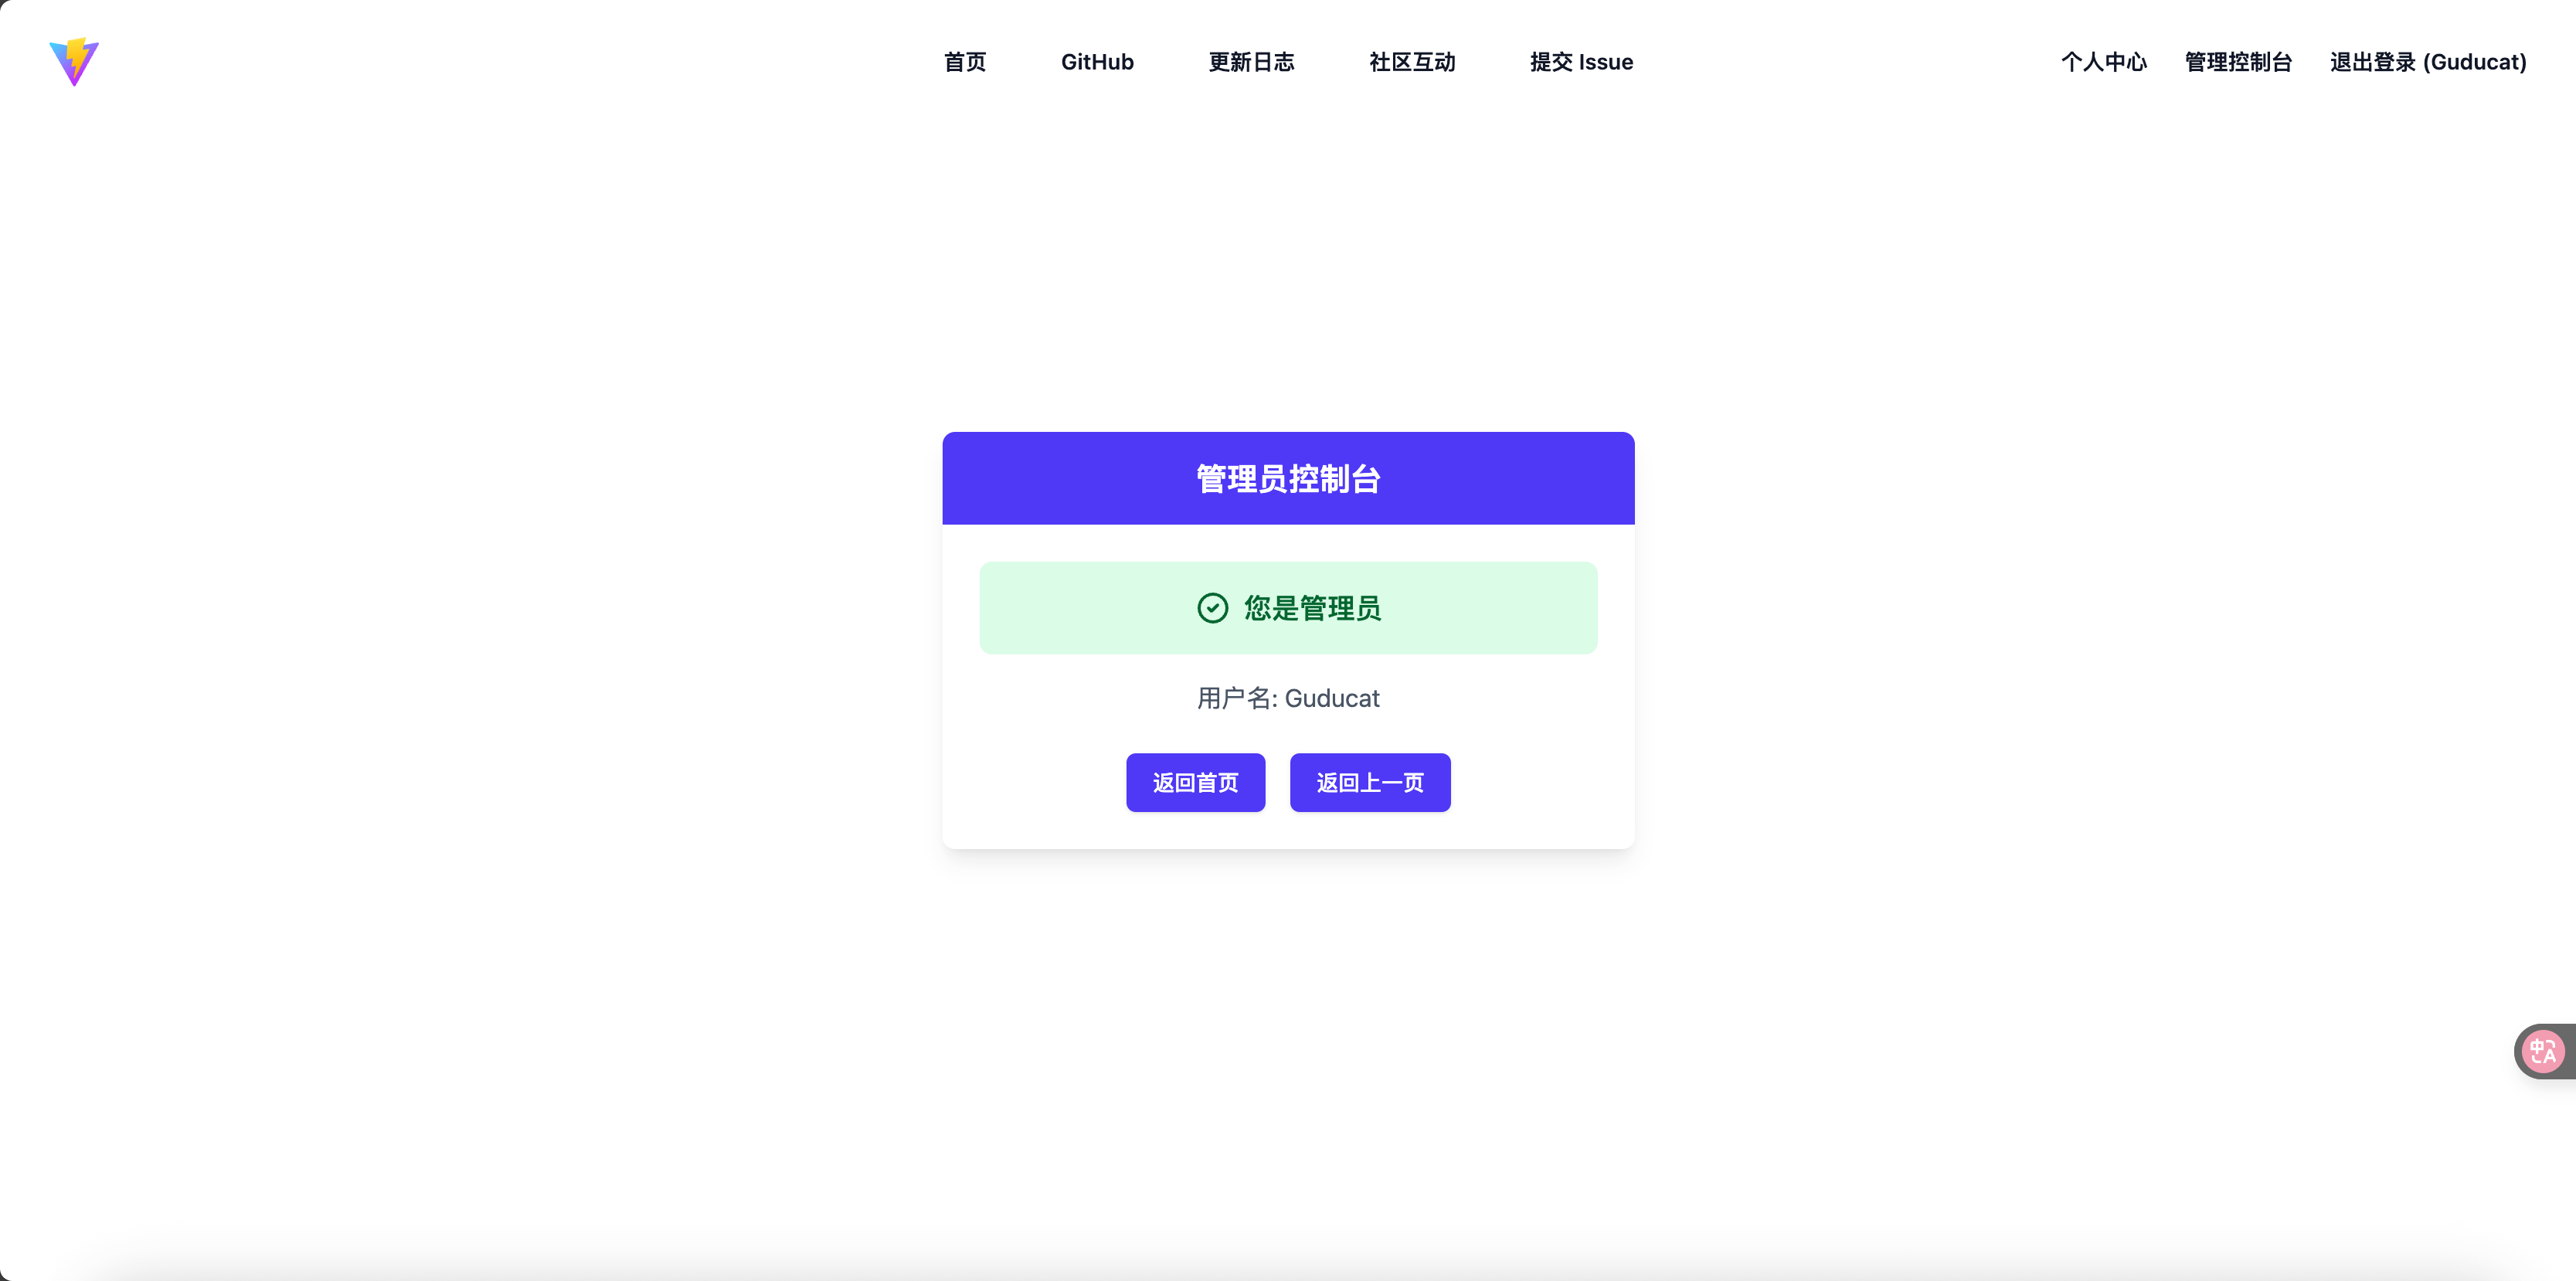 首页 GitHub 更新日志 社区互动 提交 Issue 个人中心 管理控制台 退出登录 (Guducat)
管理员控制台
您是管理员
用户名: Guducat
返回首页 返回上一页
中A